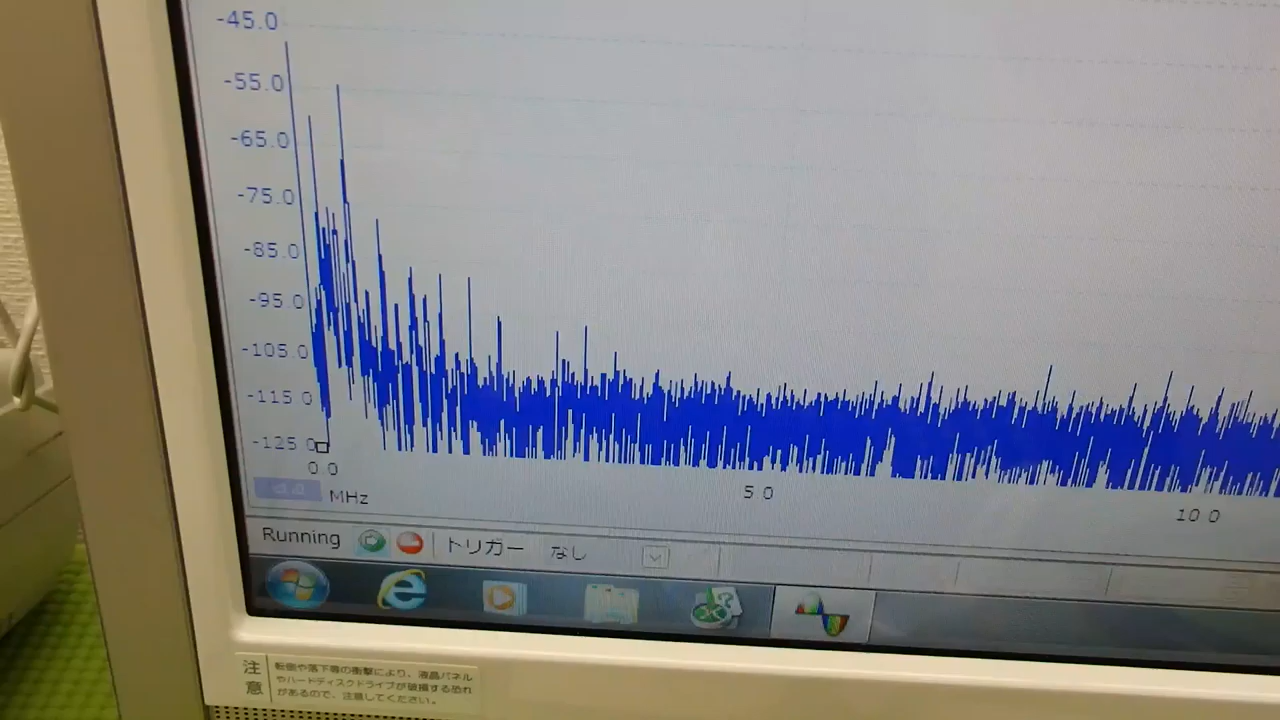 -45.0
-55.0
-65.0
-75.0
-85.0
-95.0
-105.0
-115.0
-125.0
0.0
5.0
10.0
MHz
Running トリガー なし
注意
転倒や落下等の衝撃により、液晶パネル
やハードディスクドライブが破損する恐れ
があるので、注意してください。